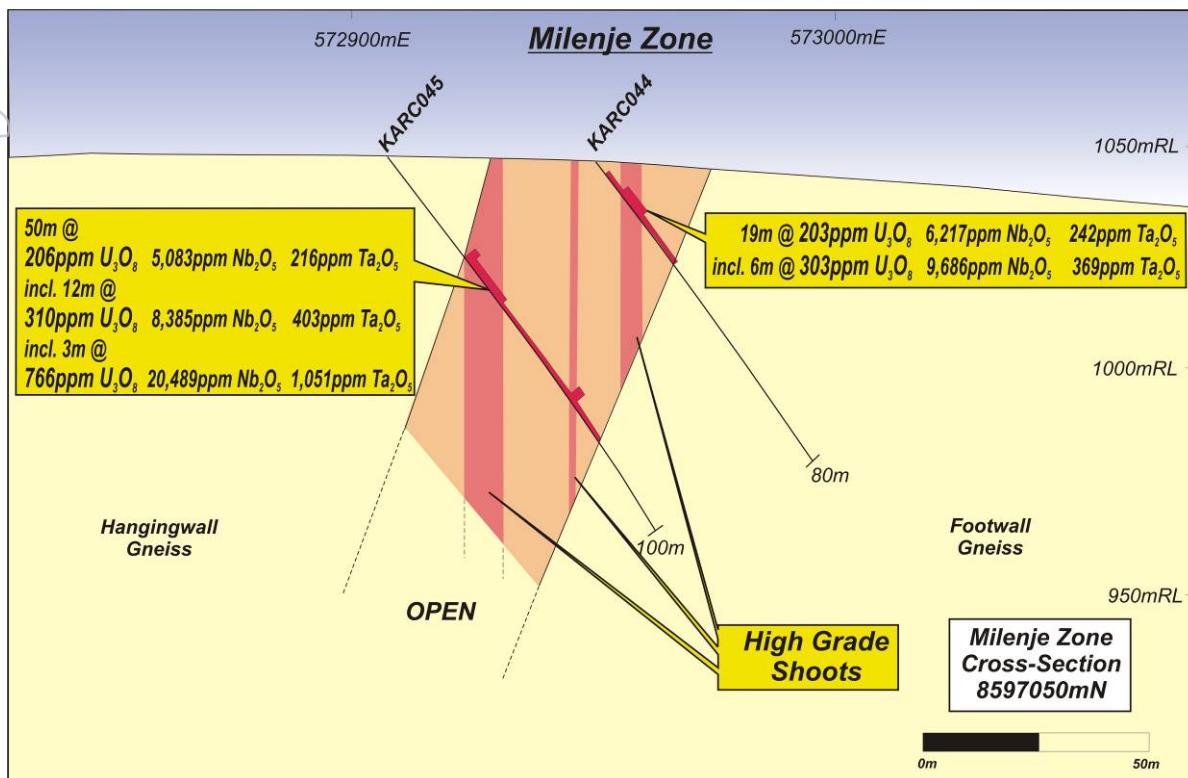 572900mE
Milenje Zone
573000mE
KARC045
KARC044
1050mRL
50m @
206ppm U₃O₈ 5,083ppm Nb₂O₅ 216ppm Ta₂O₅
incl. 12m @
310ppm U₃O₈ 8,385ppm Nb₂O₅ 403ppm Ta₂O₅
incl. 3m @
766ppm U₃O₈ 20,489ppm Nb₂O₅ 1,051ppm Ta₂O₅
19m @ 203ppm U₃O₈ 6,217ppm Nb₂O₅ 242ppm Ta₂O₅
incl. 6m @ 303ppm U₃O₈ 9,686ppm Nb₂O₅ 369ppm Ta₂O₅
1000mRL
80m
100m
Hangingwall
Gneiss
Footwall
Gneiss
OPEN
950mRL
High Grade
Shoots
Milenje Zone
Cross-Section
8597050mN
0m 50m